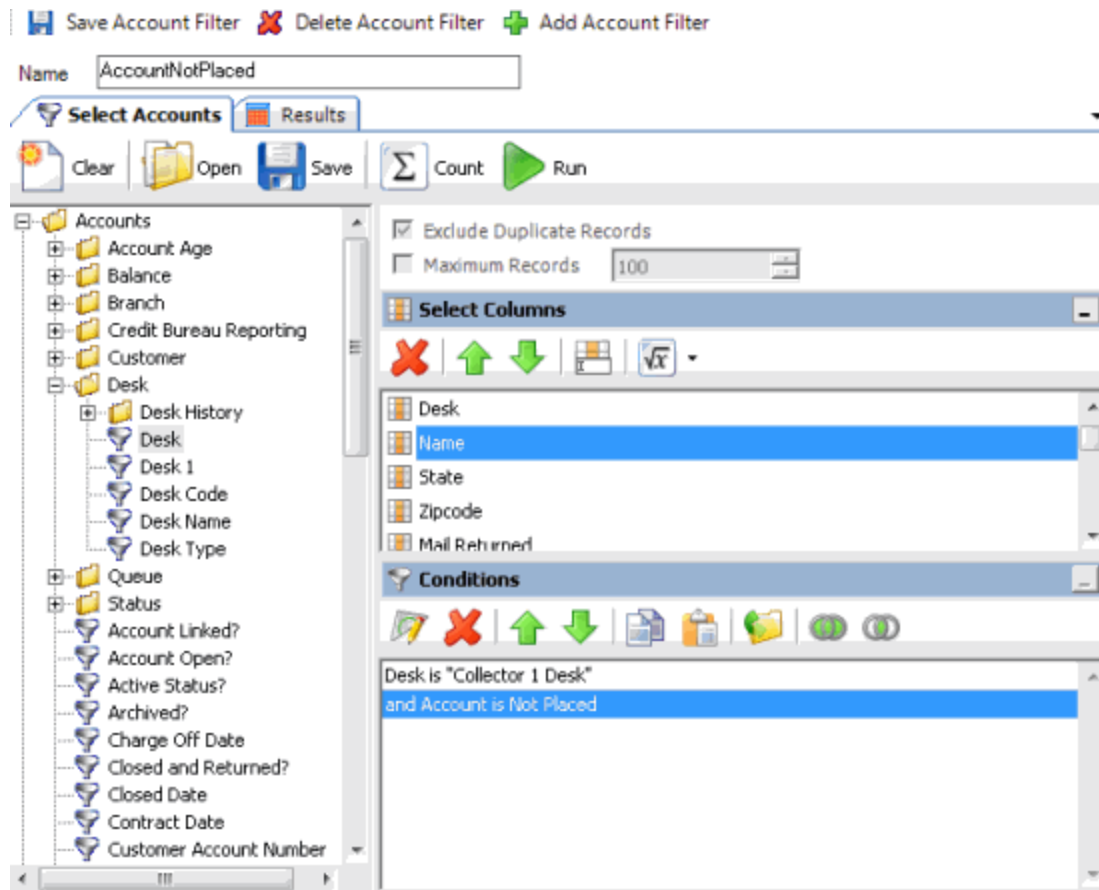 Save Account Filter Delete Account Filter Add Account Filter
Name AccountNotPlaced
Select Accounts Results
Clear Open Save Σ Count Run
Accounts
Account Age
Balance
Branch
Credit Bureau Reporting
Customer
Desk
Desk History
Desk
Desk 1
Desk Code
Desk Name
Desk Type
Queue
Status
Account Linked?
Account Open?
Active Status?
Archived?
Charge Off Date
Closed and Returned?
Closed Date
Contract Date
Customer Account Number
Exclude Duplicate Records
Maximum Records 100
Select Columns
√x
Desk
Name
State
Zipcode
Mail Returned
Conditions
Desk is "Collector 1 Desk"
and Account is Not Placed